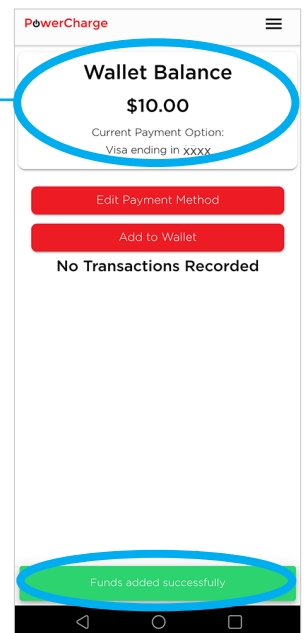 PowerCharge
Wallet Balance
$10.00
Current Payment Option:
Visa ending in xxxx
Edit Payment Method
Add to Wallet
No Transactions Recorded
Funds added successfully